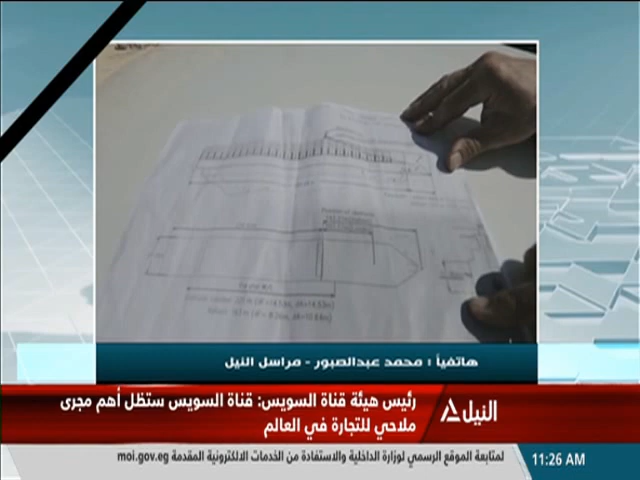 هاتفياً : محمد عبدالصبور - مراسل النيل
رئيس هيئة قناة السويس: قناة السويس ستظل أهم مجرى
ملاحي للتجارة في العالم
النيل
لمتابعة الموقع الرسمي لوزارة الداخلية والاستفادة من الخدمات الالكترونية المقدمة moi.gov.eg
11:26 AM